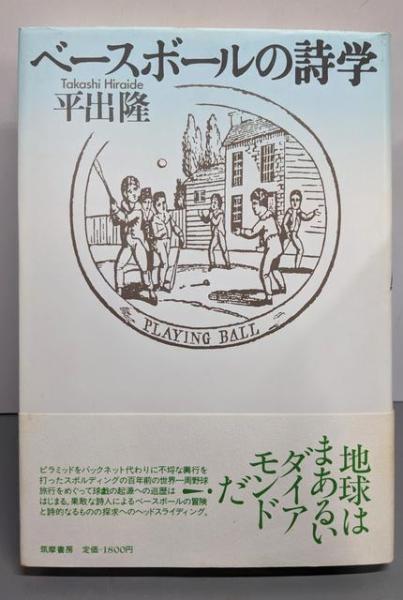 ベースボールの詩学
Takashi Hiraide
平出隆
PLAYING BALL
地球は
まあるい
ダイア
モンド
だ
ピラミッドをバックネット代わりに不埒な興行を
打ったスポルディングの百年前の世界一周野球
旅行をめぐって球戯の起源への巡歴は
はじまる。果敢な詩人によるベースボールの冒険
と詩的なるものの探求へのヘッドスライディング。
筑摩書房 定価-1800円